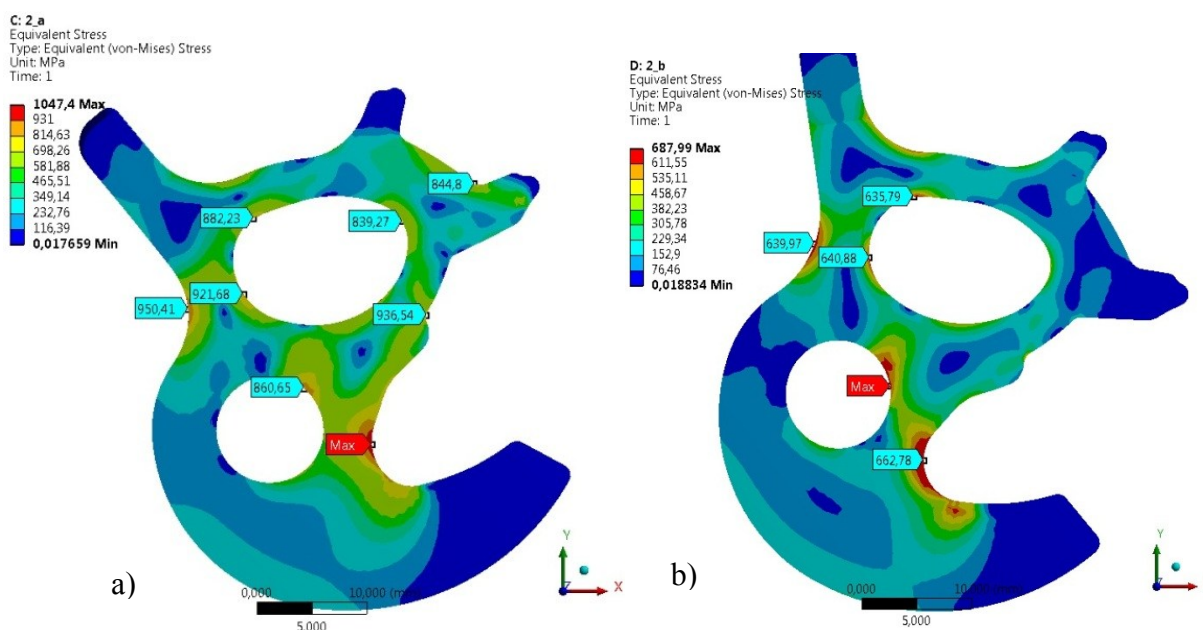 C: 2_a
Equivalent Stress
Type: Equivalent (von-Mises) Stress
Unit: MPa
Time: 1
1047,4 Max
931
814,63
698,26
581,88
465,51
349,14
232,76
116,39
0,017659 Min
844,8
882,23
839,27
921,68
950,41
936,54
860,65
Max
a)
0,000
10,000 (mm)
5,000
Y
Z
X
D: 2_b
Equivalent Stress
Type: Equivalent (von-Mises) Stress
Unit: MPa
Time: 1
687,99 Max
611,55
535,11
458,67
382,23
305,78
229,34
152,9
76,46
0,018834 Min
635,79
639,97
640,88
Max
662,78
b)
0,000
5,000
Y
Z